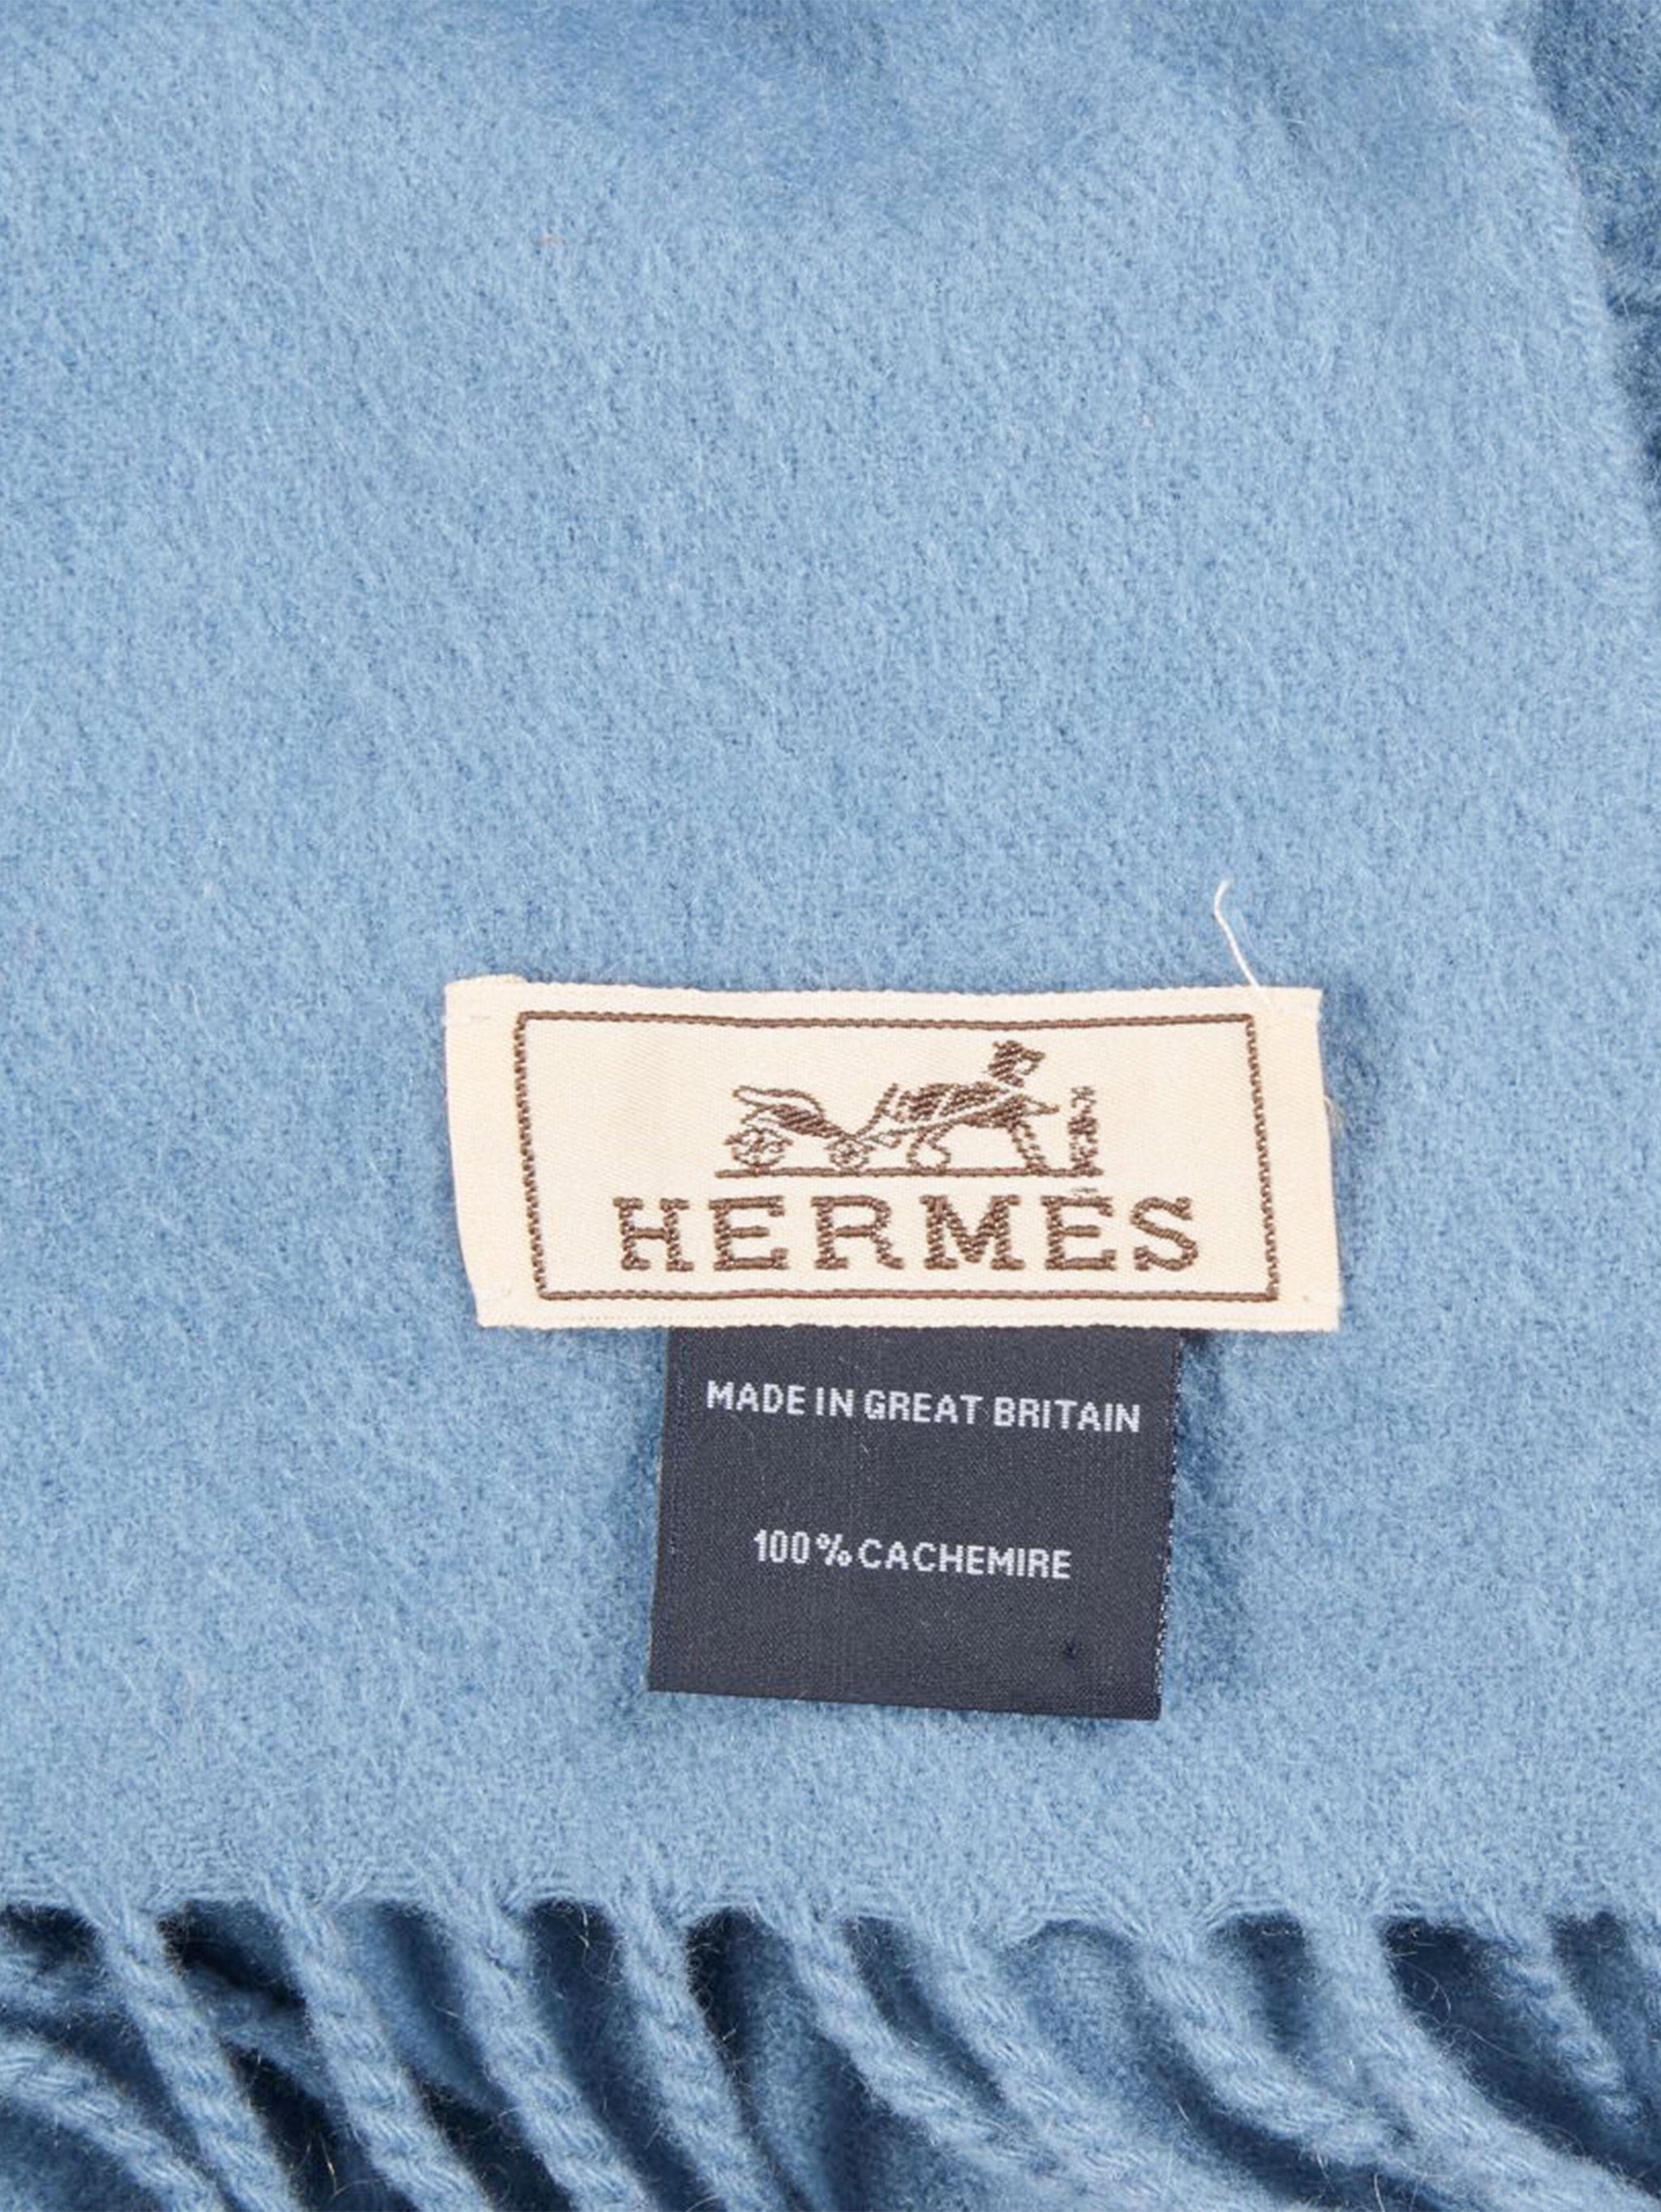 HERMÈS
MADE IN GREAT BRITAIN
100% CACHEMIRE